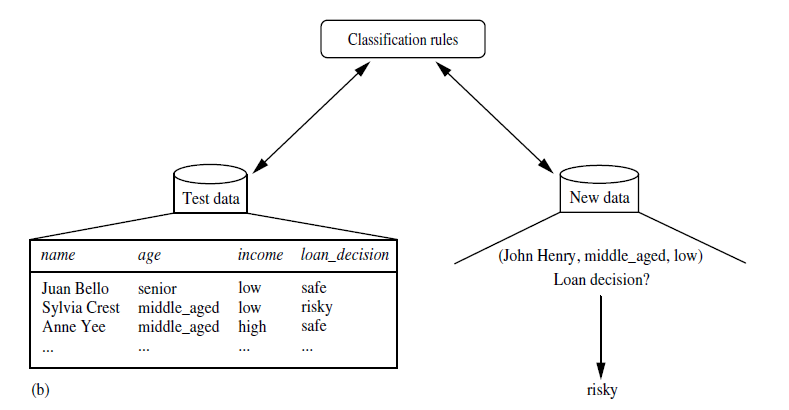 Classification rules
Test data
New data
name age income loan_decision
Juan Bello senior low safe
Sylvia Crest middle_aged low risky
Anne Yee middle_aged high safe
... ... ... ...
(John Henry, middle_aged, low)
Loan decision?
(b)
risky